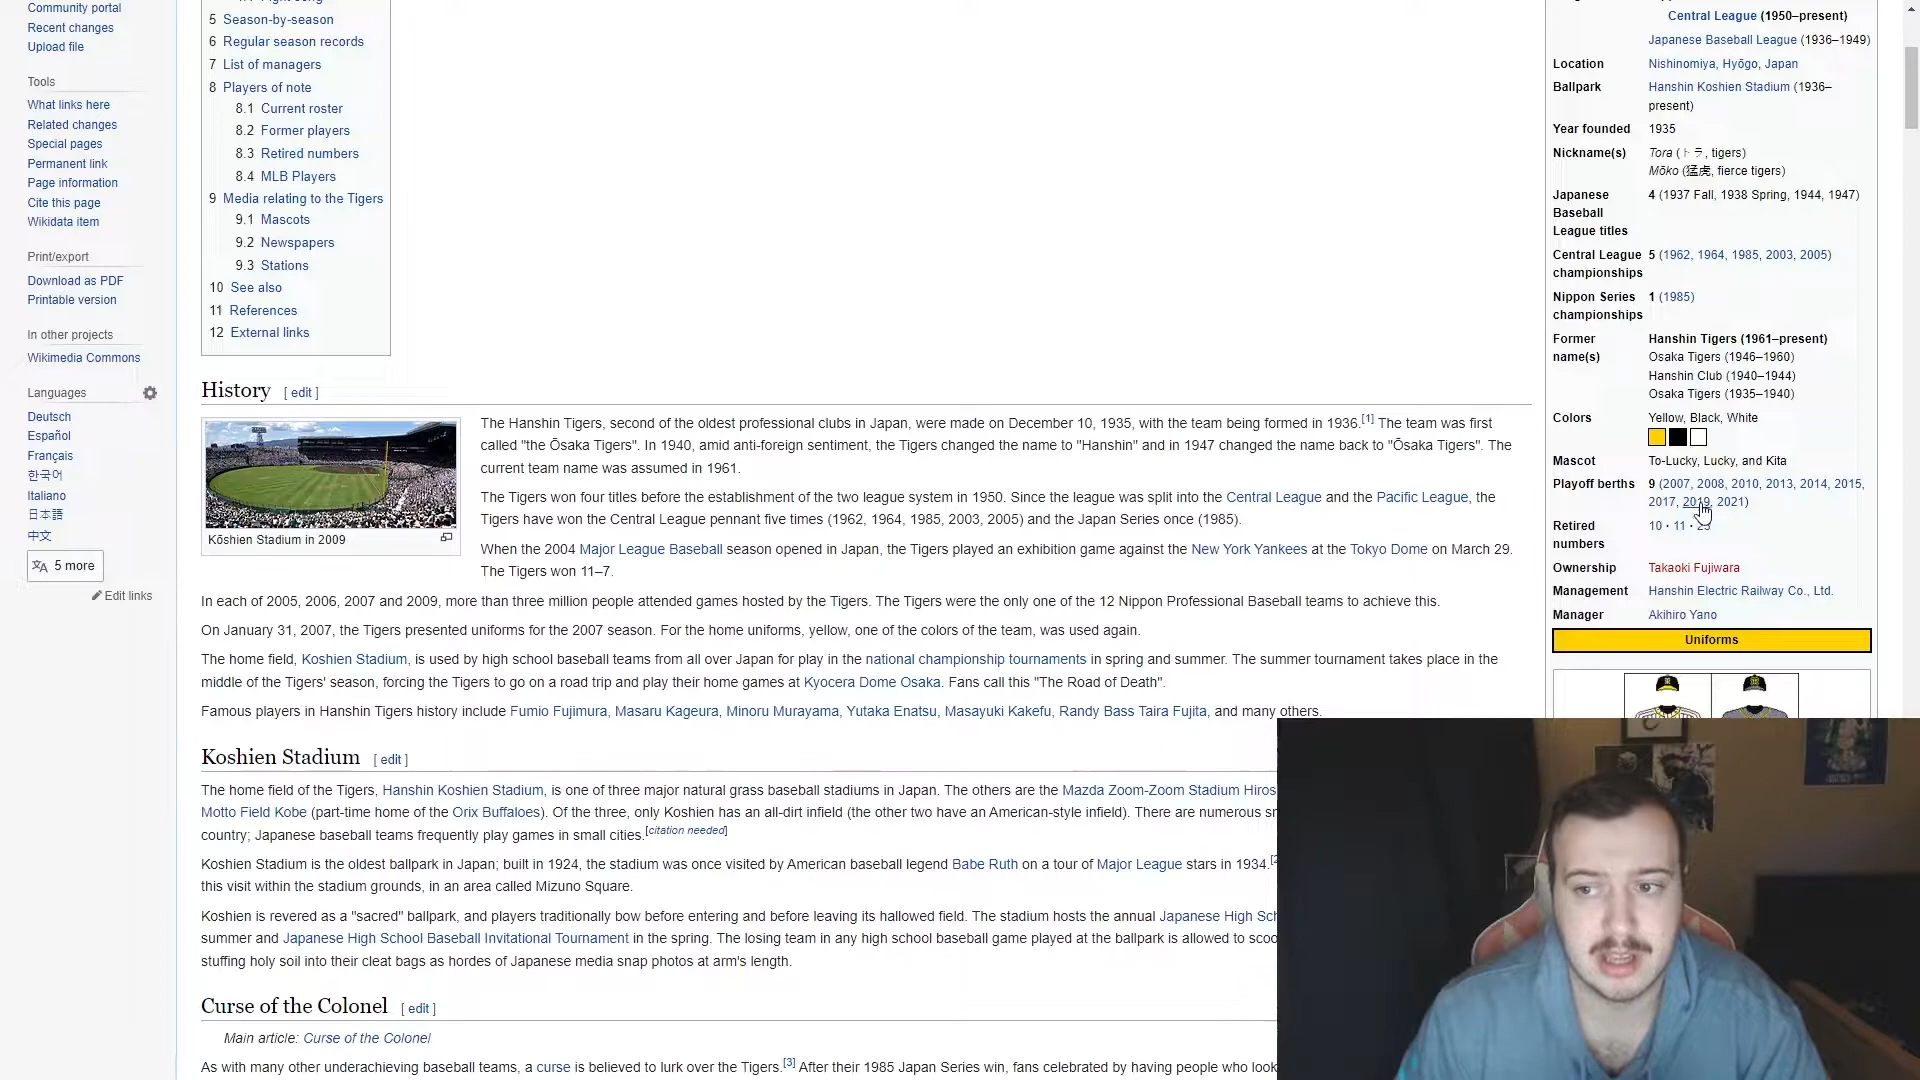 Community portal
Recent changes
Upload file
Tools
What links here
Related changes
Special pages
Permanent link
Page information
Cite this page
Wikidata item
Print/export
Download as PDF
Printable version
In other projects
Wikimedia Commons
Languages
Deutsch
Español
Français
한국어
Italiano
日本語
中文
5 more
Edit links
5 Season-by-season
6 Regular season records
7 List of managers
8 Players of note
8.1 Current roster
8.2 Former players
8.3 Retired numbers
8.4 MLB Players
9 Media relating to the Tigers
9.1 Mascots
9.2 Newspapers
9.3 Stations
10 See also
11 References
12 External links
History [ edit ]
Kōshien Stadium in 2009
The Hanshin Tigers, second of the oldest professional clubs in Japan, were made on December 10, 1935, with the team being formed in 1936.[1] The team was first
called "the Ōsaka Tigers". In 1940, amid anti-foreign sentiment, the Tigers changed the name to "Hanshin" and in 1947 changed the name back to "Ōsaka Tigers". The
current team name was assumed in 1961.
The Tigers won four titles before the establishment of the two league system in 1950. Since the league was split into the Central League and the Pacific League, the
Tigers have won the Central League pennant five times (1962, 1964, 1985, 2003, 2005) and the Japan Series once (1985).
When the 2004 Major League Baseball season opened in Japan, the Tigers played an exhibition game against the New York Yankees at the Tokyo Dome on March 29.
The Tigers won 11–7.
In each of 2005, 2006, 2007 and 2009, more than three million people attended games hosted by the Tigers. The Tigers were the only one of the 12 Nippon Professional Baseball teams to achieve this.
On January 31, 2007, the Tigers presented uniforms for the 2007 season. For the home uniforms, yellow, one of the colors of the team, was used again.
The home field, Koshien Stadium, is used by high school baseball teams from all over Japan for play in the national championship tournaments in spring and summer. The summer tournament takes place in the
middle of the Tigers' season, forcing the Tigers to go on a road trip and play their home games at Kyocera Dome Osaka. Fans call this "The Road of Death".
Famous players in Hanshin Tigers history include Fumio Fujimura, Masaru Kageura, Minoru Murayama, Yutaka Enatsu, Masayuki Kakefu, Randy Bass Taira Fujita, and many others.
Koshien Stadium [ edit ]
The home field of the Tigers, Hanshin Koshien Stadium, is one of three major natural grass baseball stadiums in Japan. The others are the Mazda Zoom-Zoom Stadium Hiros
Motto Field Kobe (part-time home of the Orix Buffaloes). Of the three, only Koshien has an all-dirt infield (the other two have an American-style infield). There are numerous sr
country; Japanese baseball teams frequently play games in small cities.[citation needed]
Koshien Stadium is the oldest ballpark in Japan; built in 1924, the stadium was once visited by American baseball legend Babe Ruth on a tour of Major League stars in 1934.[2
this visit within the stadium grounds, in an area called Mizuno Square.
Koshien is revered as a "sacred" ballpark, and players traditionally bow before entering and before leaving its hallowed field. The stadium hosts the annual Japanese High Sch
summer and Japanese High School Baseball Invitational Tournament in the spring. The losing team in any high school baseball game played at the ballpark is allowed to scoo
stuffing holy soil into their cleat bags as hordes of Japanese media snap photos at arm's length.
Curse of the Colonel [ edit ]
Main article: Curse of the Colonel
As with many other underachieving baseball teams, a curse is believed to lurk over the Tigers.[3] After their 1985 Japan Series win, fans celebrated by having people who look
Central League (1950–present)
Japanese Baseball League (1936–1949)
Location Nishinomiya, Hyōgo, Japan
Ballpark Hanshin Koshien Stadium (1936–
present)
Year founded 1935
Nickname(s) Tora (トラ, tigers)
Mōko (猛虎, fierce tigers)
Japanese 4 (1937 Fall, 1938 Spring, 1944, 1947)
Baseball
League titles
Central League 5 (1962, 1964, 1985, 2003, 2005)
championships
Nippon Series 1 (1985)
championships
Former Hanshin Tigers (1961–present)
name(s) Osaka Tigers (1946–1960)
Hanshin Club (1940–1944)
Osaka Tigers (1935–1940)
Colors Yellow, Black, White
Mascot To-Lucky, Lucky, and Kita
Playoff berths 9 (2007, 2008, 2010, 2013, 2014, 2015,
2017, 2019, 2021)
Retired 10 · 11 · 23
numbers
Ownership Takaoki Fujiwara
Management Hanshin Electric Railway Co., Ltd.
Manager Akihiro Yano
Uniforms